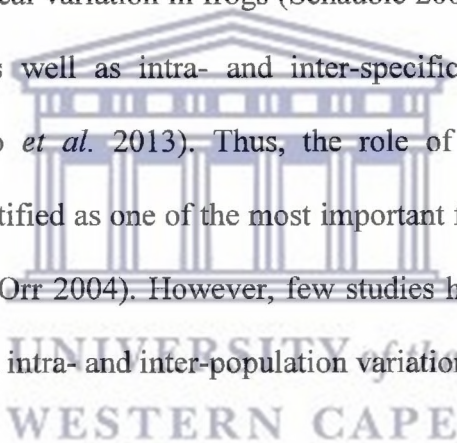 cal variation in frogs (Schäuble 200
well as intra- and inter-specific
et al. 2013). Thus, the role of
tified as one of the most important f
Orr 2004). However, few studies h
UNIVERSITY of the
intra- and inter-population variation
WESTERN CAPE